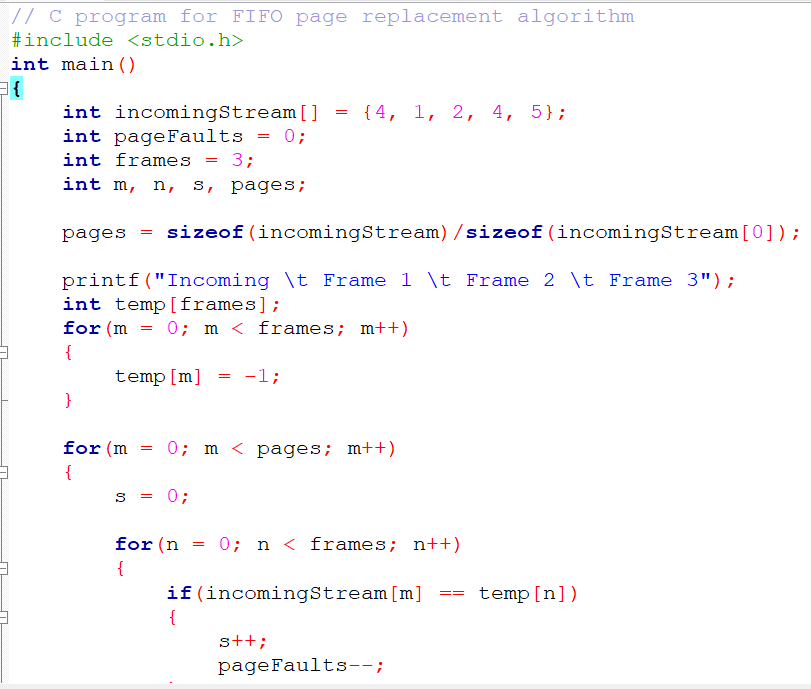 // C program for FIFO page replacement algorithm
#include <stdio.h>
int main()
{
    int incomingStream[] = {4, 1, 2, 4, 5};
    int pageFaults = 0;
    int frames = 3;
    int m, n, s, pages;

    pages = sizeof(incomingStream)/sizeof(incomingStream[0]);

    printf("Incoming \t Frame 1 \t Frame 2 \t Frame 3");
    int temp[frames];
    for(m = 0; m < frames; m++)
    {
        temp[m] = -1;
    }

    for(m = 0; m < pages; m++)
    {
        s = 0;

        for(n = 0; n < frames; n++)
        {
            if(incomingStream[m] == temp[n])
            {
                s++;
                pageFaults--;